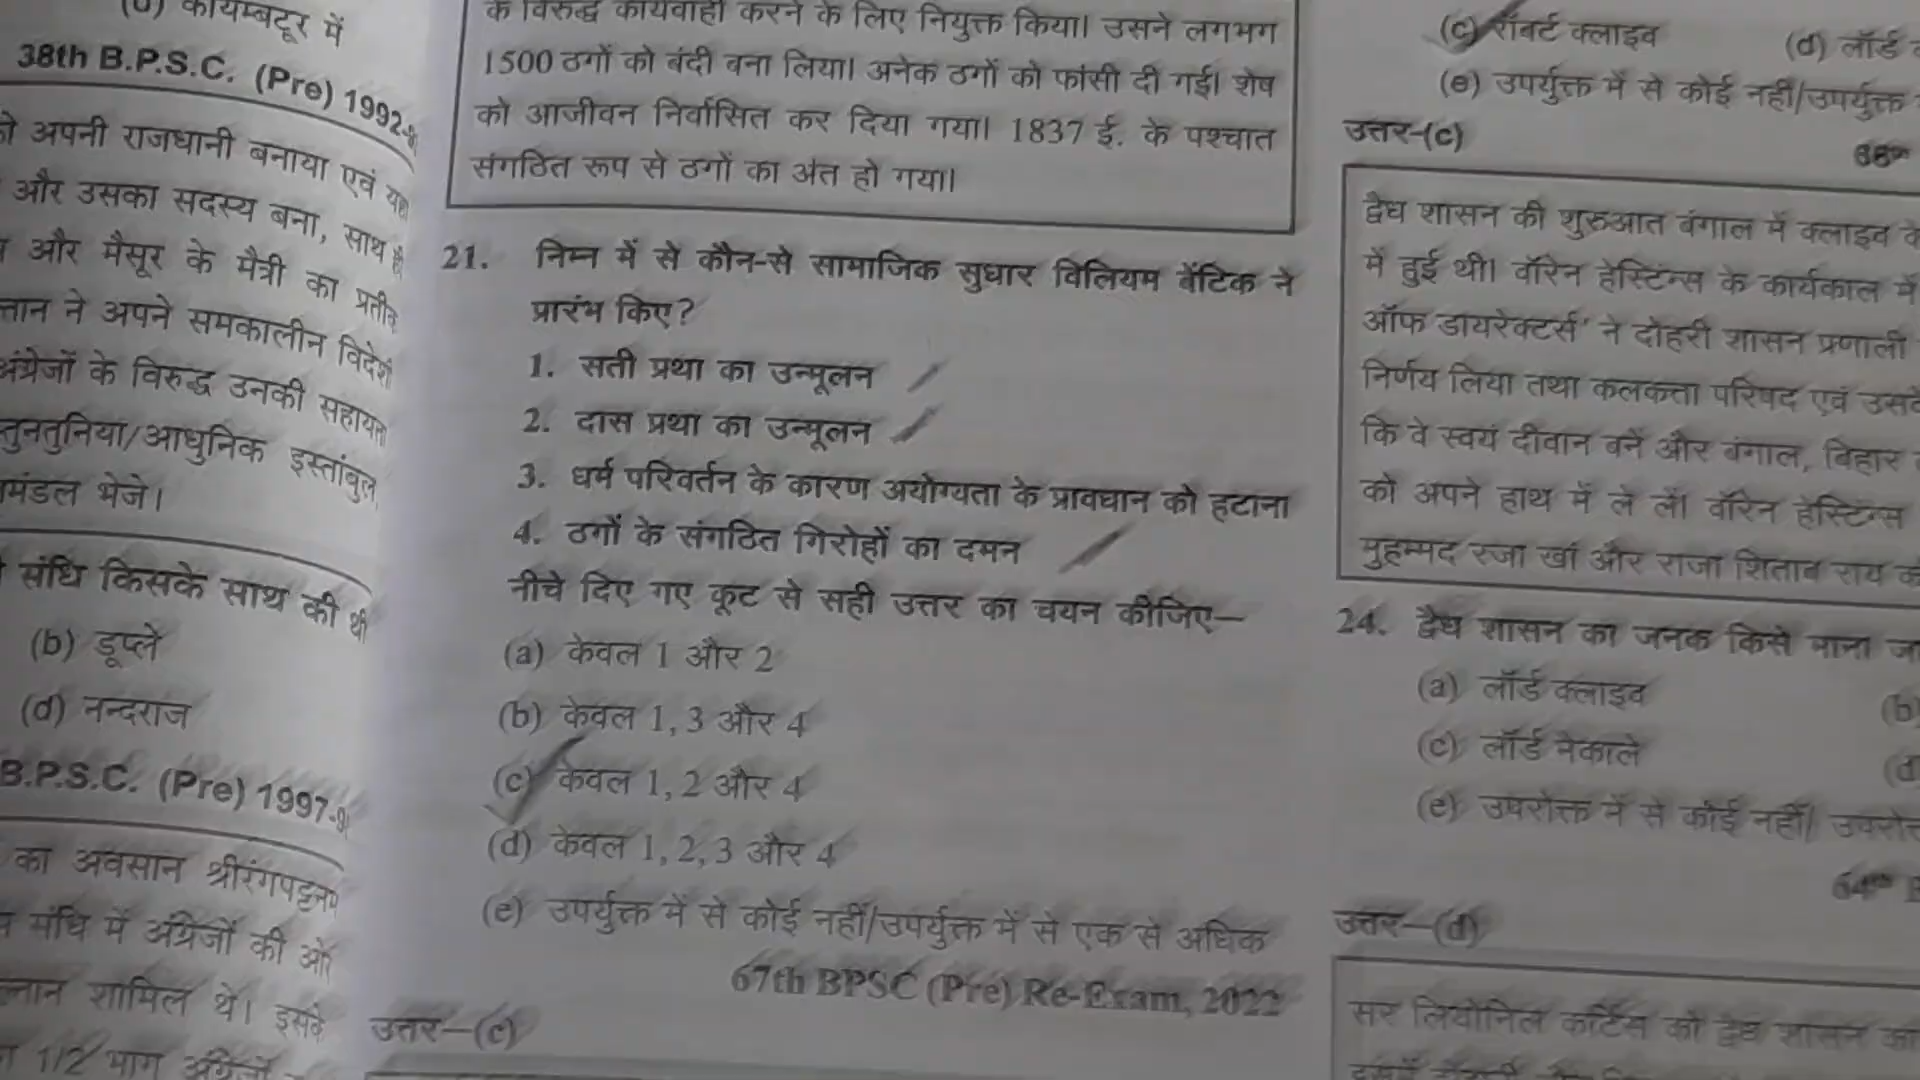 कोयम्बटूर में
38th B.P.S.C. (Pre) 1992-
अपनी राजधानी बनाया एवं
और उसका सदस्य बना, साथ ही
और मैसूर के मैत्री का प्रतीक
ने अपने समकालीन विदेशी
अंग्रेजों के विरुद्ध उनकी सहायता
तुनतुनिया/आधुनिक इस्तांबुल
मंडल भेजे।
संधि किसके साथ की थी
(b) डूप्ले
(d) नन्दराज
B.P.S.C. (Pre) 1997-9
का अवसान श्रीरंगपट्टनम
संधि में अंग्रेजों की ओर
शामिल थे। इसके
1/2 भाग अंग्रेजों
के विरुद्ध कार्यवाही करने के लिए नियुक्त किया। उसने लगभग
1500 ठगों को बंदी बना लिया। अनेक ठगों को फांसी दी गई। शेष
को आजीवन निर्वासित कर दिया गया। 1837 ई. के पश्चात
संगठित रूप से ठगों का अंत हो गया।
21. निम्न में से कौन-से सामाजिक सुधार विलियम बेंटिक ने
प्रारंभ किए?
1. सती प्रथा का उन्मूलन
2. दास प्रथा का उन्मूलन
3. धर्म परिवर्तन के कारण अयोग्यता के प्रावधान को हटाना
4. ठगों के संगठित गिरोहों का दमन
नीचे दिए गए कूट से सही उत्तर का चयन कीजिए–
(a) केवल 1 और 2
(b) केवल 1, 3 और 4
(c) केवल 1, 2 और 4
(d) केवल 1, 2, 3 और 4
(e) उपर्युक्त में से कोई नहीं/उपर्युक्त में से एक से अधिक
67th BPSC (Pre) Re-Exam, 2022
उत्तर–(c)
(c) रॉबर्ट क्लाइव (d) लॉर्ड
(e) उपर्युक्त में से कोई नहीं/उपर्युक्त
उत्तर-(c)
द्वैध शासन की शुरुआत बंगाल में क्लाइव के
में हुई थी। वॉरेन हेस्टिंग्स के कार्यकाल में
ऑफ डायरेक्टर्स' ने दोहरी शासन प्रणाली
निर्णय लिया तथा कलकत्ता परिषद एवं उसके
कि वे स्वयं दीवान बनें और बंगाल, बिहार
को अपने हाथ में ले लें। वॉरेन हेस्टिंग्स
मुहम्मद रजा खां और राजा शिताब राय
24. द्वैध शासन का जनक किसे माना
(a) लॉर्ड क्लाइव (b)
(c) लॉर्ड मेकाले (d)
(e) उपरोक्त में से कोई नहीं/
64th
उत्तर–(d)
सर लियोनिल कर्टिस को द्वैध शासन का